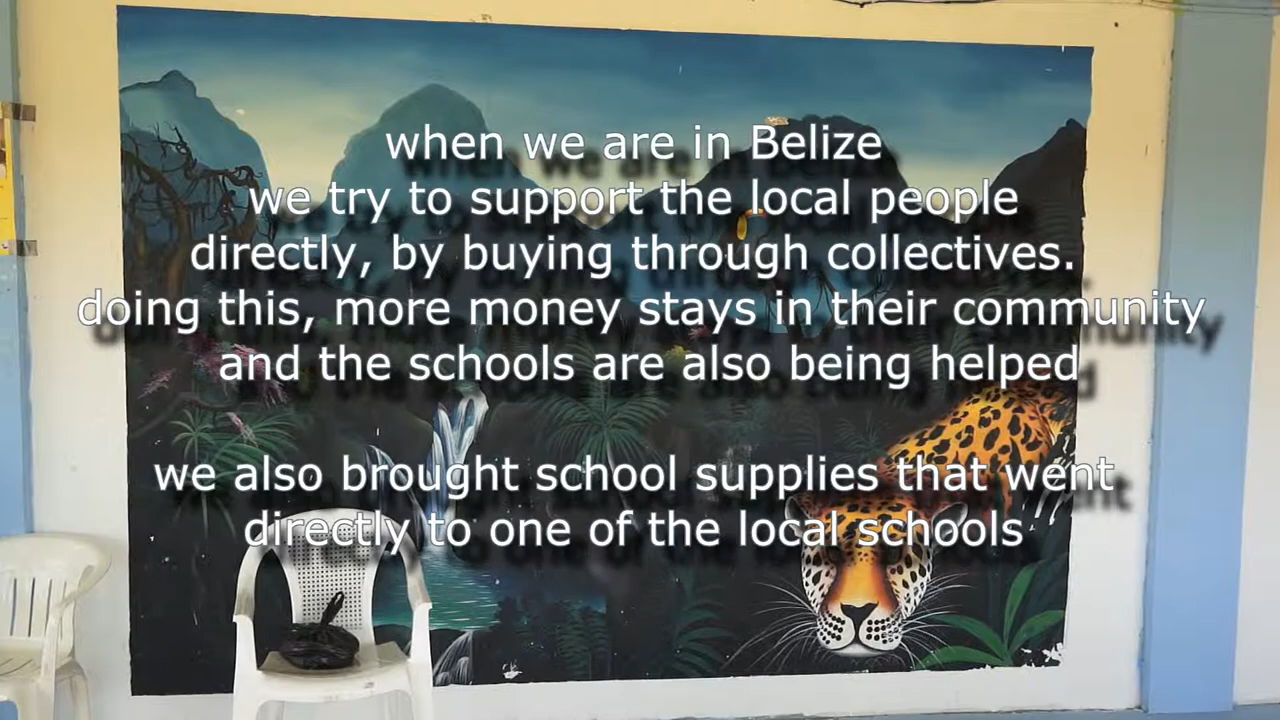 when we are in Belize
we try to support the local people
directly, by buying through collectives.
doing this, more money stays in their community
and the schools are also being helped
we also brought school supplies that went
directly to one of the local schools